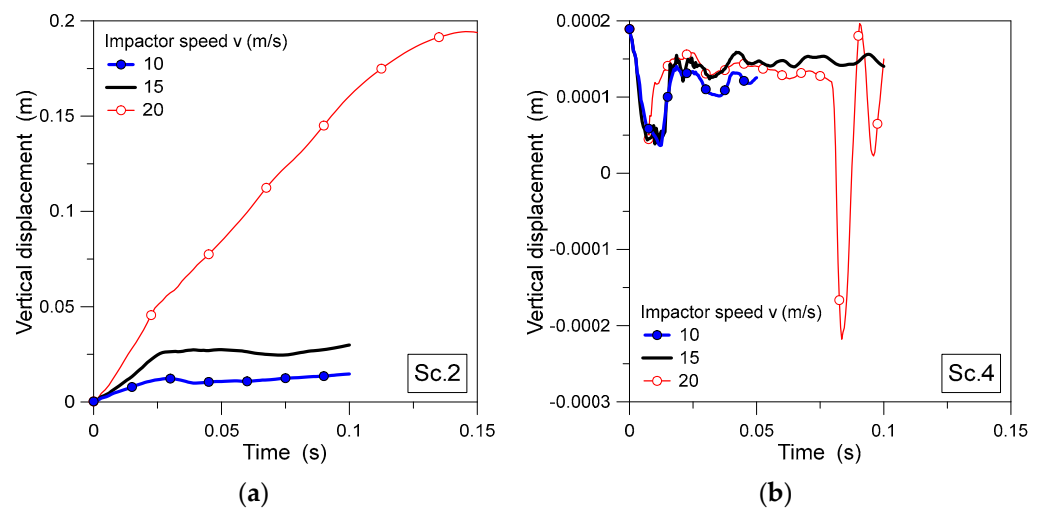 0.2
0.15
0.1
0.05
0
Vertical displacement (m)
Impactor speed v (m/s)
10
15
20
Sc.2
0
0.05
0.1
0.15
Time (s)
(a)
0.0002
0.0001
0
-0.0001
-0.0002
-0.0003
Vertical displacement (m)
Impactor speed v (m/s)
10
15
20
Sc.4
0
0.05
0.1
0.15
Time (s)
(b)